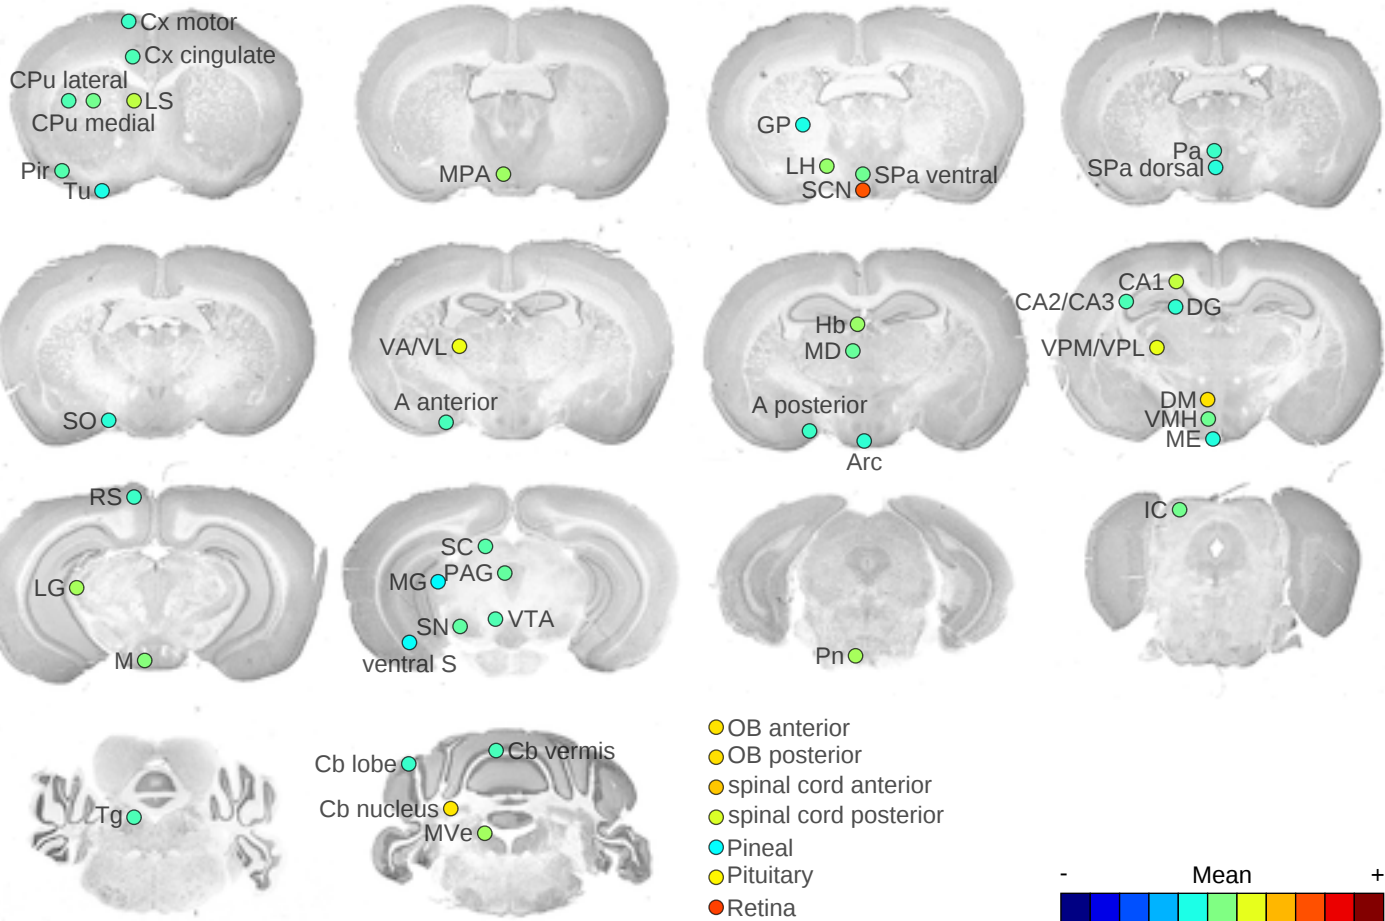 Cx motor
Cx cingulate
CPu lateral
LS
CPu medial
Pir
Tu
MPA
GP
LH
SPa ventral
SCN
Pa
SPa dorsal
SO
VA/VL
A anterior
Hb
MD
A posterior
Arc
CA1
CA2/CA3
DG
VPM/VPL
DM
VMH
ME
RS
LG
M
SC
MG
PAG
SN
VTA
ventral S
Pn
IC
Tg
Cb lobe
Cb vermis
Cb nucleus
MVe
OB anterior
OB posterior
spinal cord anterior
spinal cord posterior
Pineal
Pituitary
Retina
- Mean +